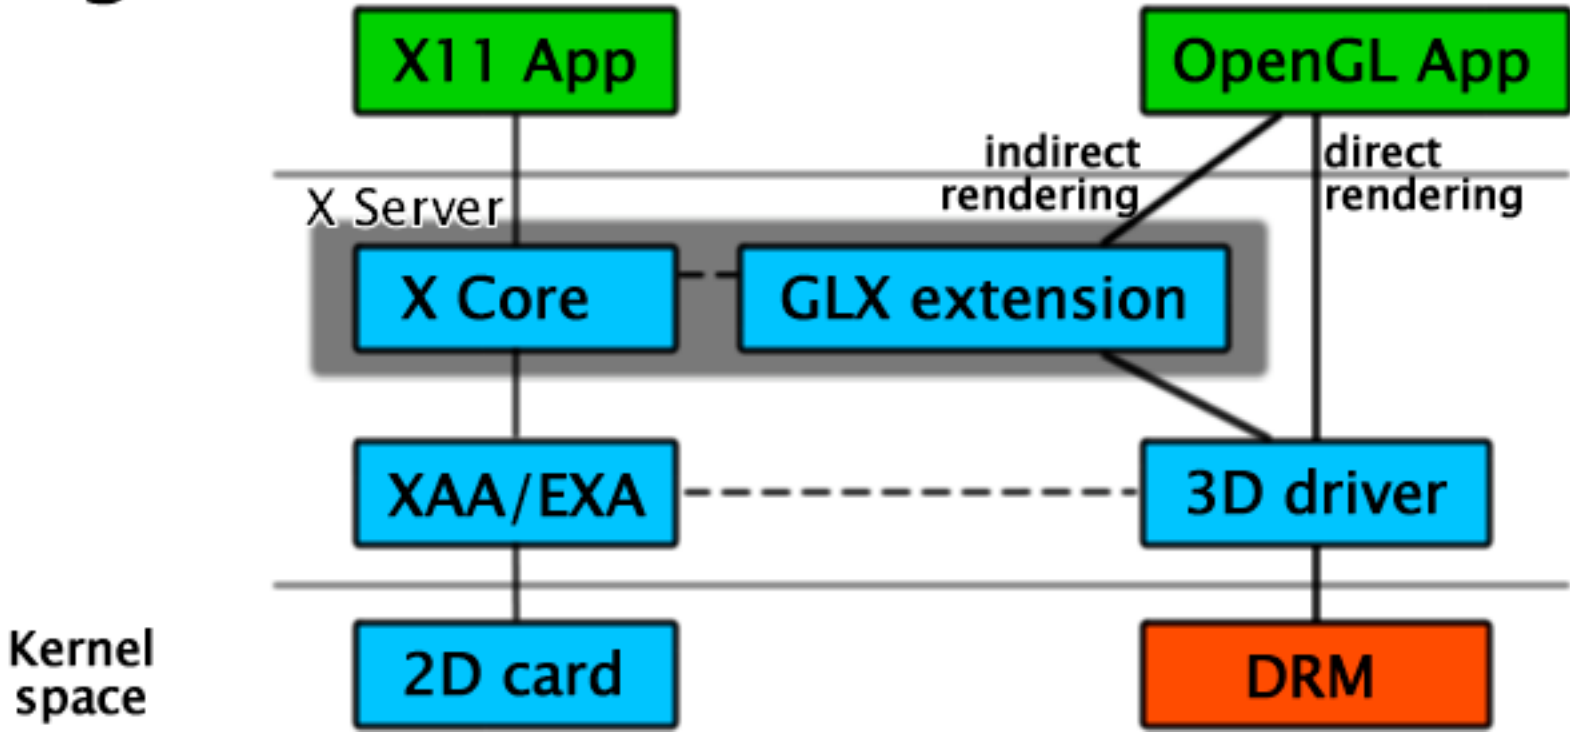 X11 App
OpenGL App
indirect
rendering
direct
rendering
X Server
X Core
GLX extension
XAA/EXA
3D driver
Kernel
space
2D card
DRM